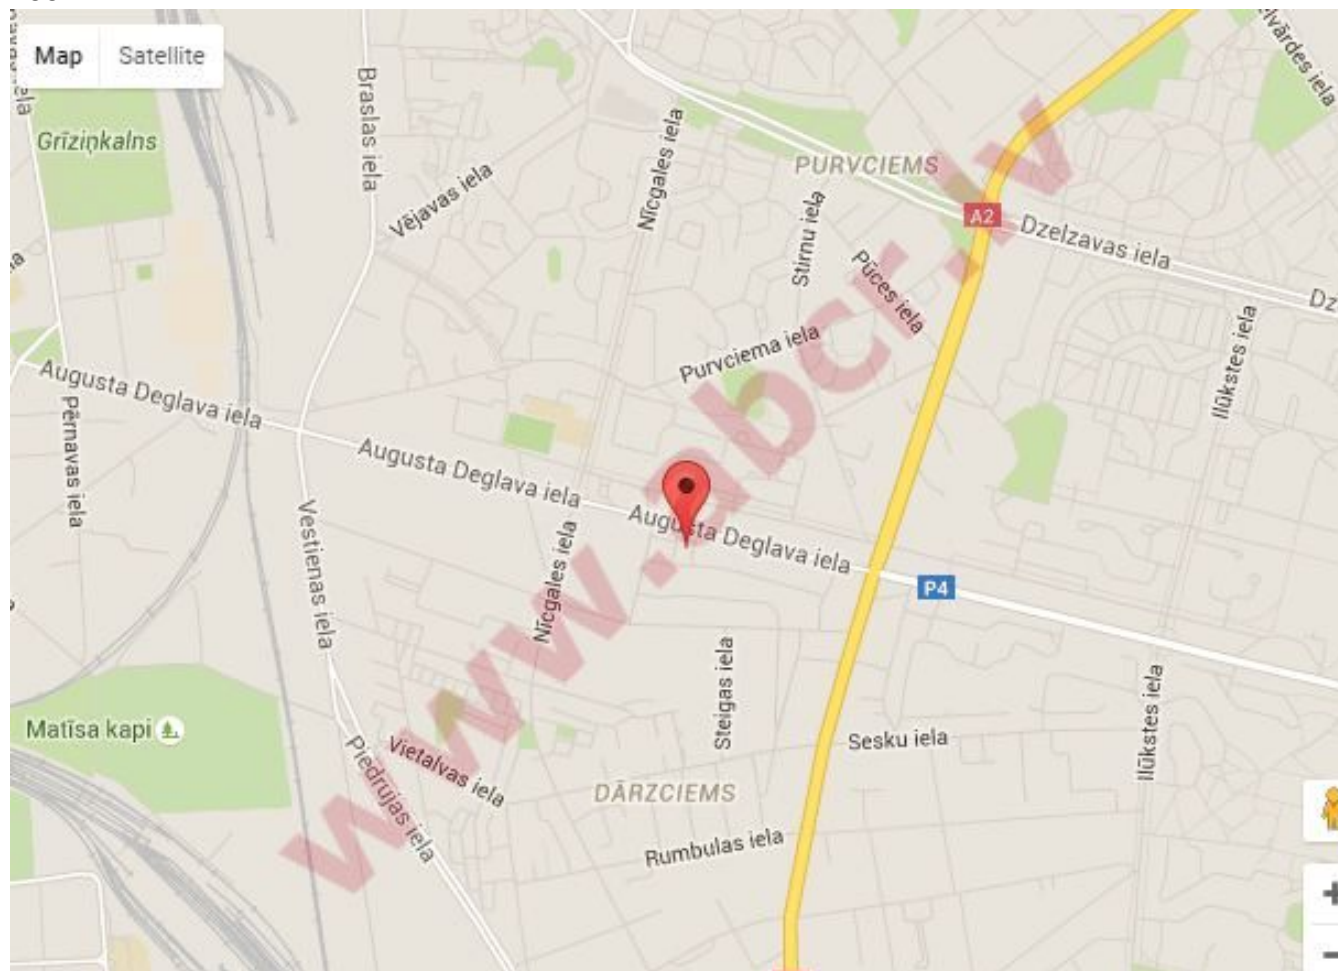 Map
Satellite
Grīziņkalns
Braslas iela
Vējavas iela
Nīcgales iela
PURVCIEMS
Stirnu iela
Pūces iela
A2
Dzelzavas iela
Ilūkstes iela
Purvciema iela
Augusta Deglava iela
Pērnavas iela
Augusta Deglava iela
Augusta Deglava iela
P4
Vestienas iela
Nīcgales iela
Steigas iela
Sesku iela
Ilūkstes iela
Matīsa kapi
Piedrujas iela
Vietalvas iela
DĀRZCIEMS
Rumbulas iela
www.abcr.lv